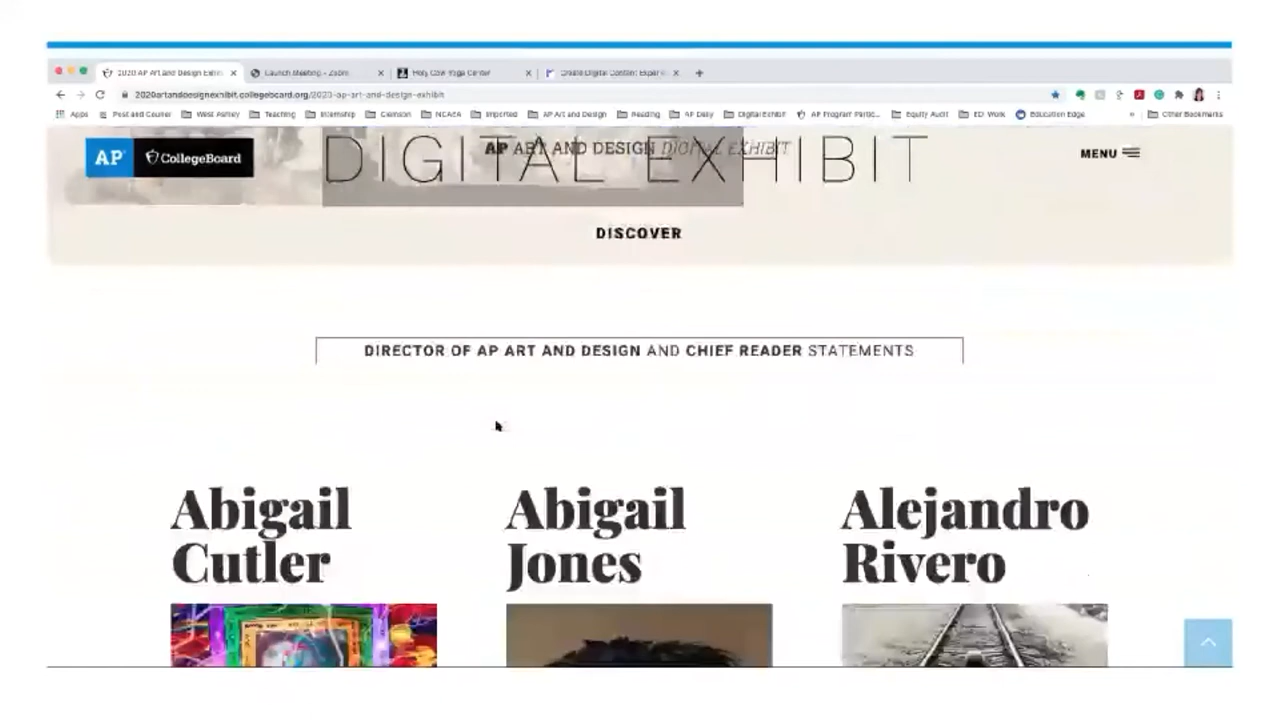 2020 AP Art and Design Exhib
Launch Meeting - Zoom
Holy Cow Yoga Center
Create Digital Content: Exper
2020artanddesignexhibit.collegeboard.org/2020-ap-art-and-design-exhibit
Apps Post and Courier West Ashley Teaching Internship Clemson NCAEA Imported AP Art and Design Reading AP Daily Digital Exhibit AP Program Partic... Equity Audit ED Work Education Edge » Other Bookmarks
AP CollegeBoard
AP ART AND DESIGN DIGITAL EXHIBIT
DIGITAL EXHIBIT
MENU
DISCOVER
DIRECTOR OF AP ART AND DESIGN AND CHIEF READER STATEMENTS
Abigail
Cutler
Abigail
Jones
Alejandro
Rivero